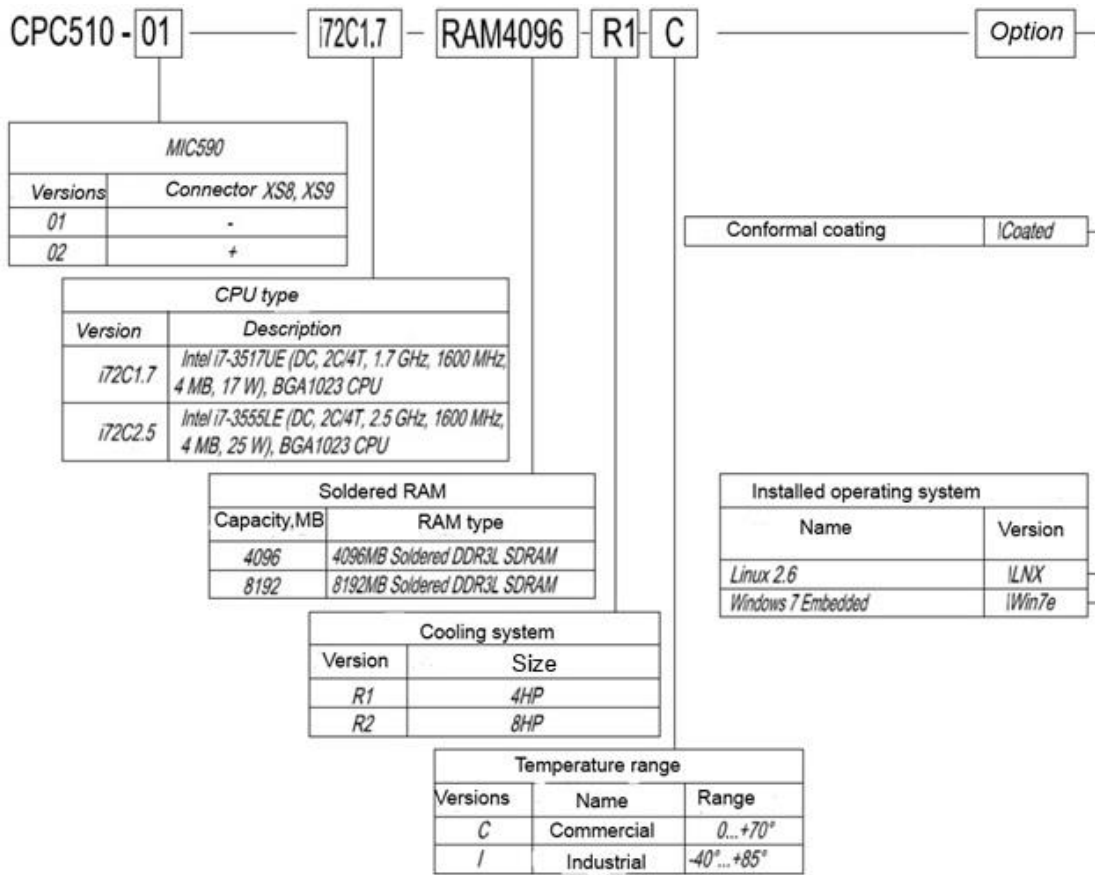 CPC510 - 01 i72C1.7 - RAM4096 - R1 C Option
MIC590
Versions Connector XS8, XS9
01 -
02 +
Conformal coating \Coated
CPU type
Version Description
i72C1.7 Intel i7-3517UE (DC, 2C/4T, 1.7 GHz, 1600 MHz,
4 MB, 17 W), BGA1023 CPU
i72C2.5 Intel i7-3555LE (DC, 2C/4T, 2.5 GHz, 1600 MHz,
4 MB, 25 W), BGA1023 CPU
Soldered RAM
Capacity,MB RAM type
4096 4096MB Soldered DDR3L SDRAM
8192 8192MB Soldered DDR3L SDRAM
Installed operating system
Name Version
Linux 2.6 \LNX
Windows 7 Embedded \Win7e
Cooling system
Version Size
R1 4HP
R2 8HP
Temperature range
Versions Name Range
C Commercial 0...+70°
I Industrial -40°...+85°